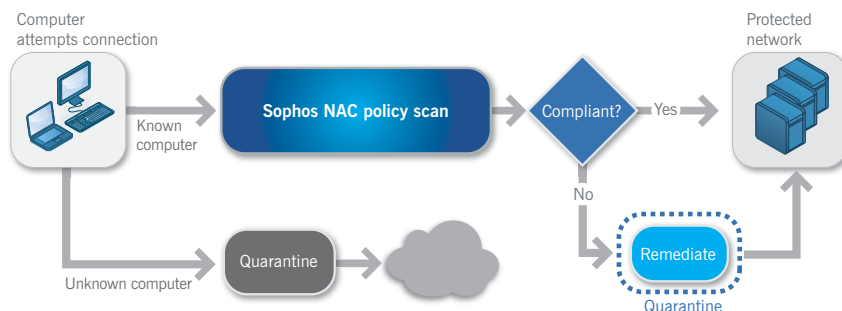 Computer
attempts connection
Protected
network
Sophos NAC policy scan
Compliant?
Yes
Known
computer
No
Quarantine
Remediate
Unknown computer
Quarantine